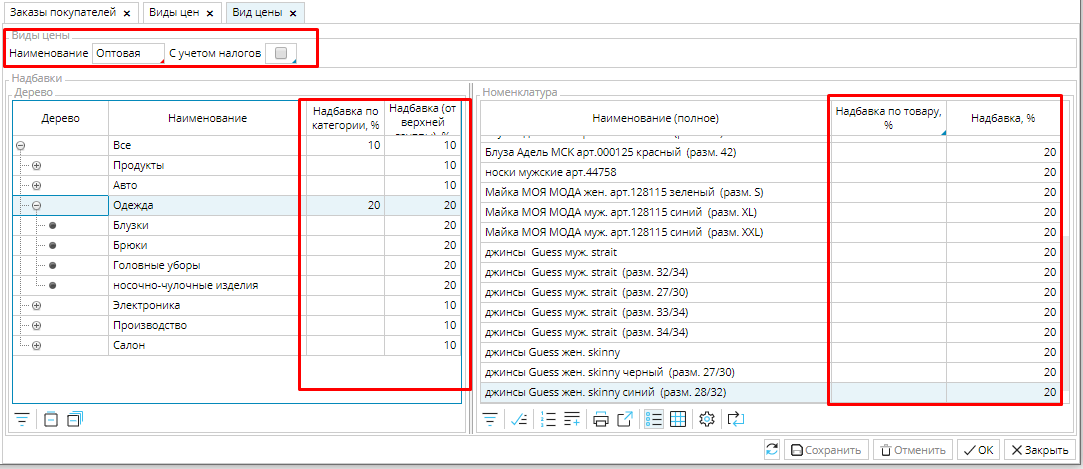 Заказы покупателей × Виды цен × Вид цены ×
Виды цены
Наименование Оптовая С учетом налогов
Надбавки
Дерево
Дерево Наименование Надбавка по категории, % Надбавка (от верхней
Все 10 10
Продукты 10
Авто 10
Одежда 20 20
Блузки 20
Брюки 20
Головные уборы 20
носочно-чулочные изделия 20
Электроника 10
Производство 10
Салон 10
Номенклатура
Наименование (полное) Надбавка по товару, % Надбавка, %
Блуза Адель МСК арт.000125 красный (разм. 42) 20
носки мужские арт.44758 20
Майка МОЯ МОДА жен. арт.128115 зеленый (разм. S) 20
Майка МОЯ МОДА муж. арт.128115 синий (разм. XL) 20
Майка МОЯ МОДА муж. арт.128115 синий (разм. XXL) 20
джинсы Guess муж. strait 20
джинсы Guess муж. strait (разм. 32/34) 20
джинсы Guess муж. strait (разм. 27/30) 20
джинсы Guess муж. strait (разм. 33/34) 20
джинсы Guess муж. strait (разм. 34/34) 20
джинсы Guess жен. skinny 20
джинсы Guess жен. skinny черный (разм. 27/30) 20
джинсы Guess жен. skinny синий (разм. 28/32) 20
Сохранить Отменить OK Закрыть